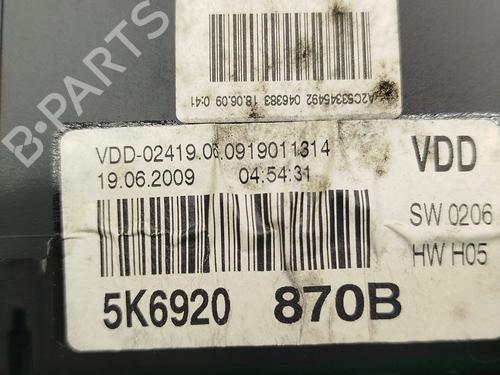 A2C53345492 046383 18.06.09 0:41
VDD-02419.06.0919011314
19.06.2009 04:54:31
VDD
SW 0206
HW H05
5K6920 870B
B-PARTS